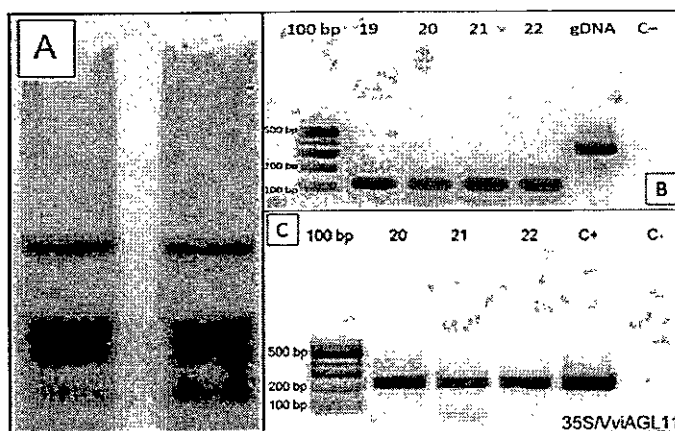 A
100 bp 19 20 21 22 gDNA C–
500 bp
200 bp
100 bp
B
C
100 bp 20 21 22 C+ C-
500 bp
200 bp
100 bp
35S/VviAGL11